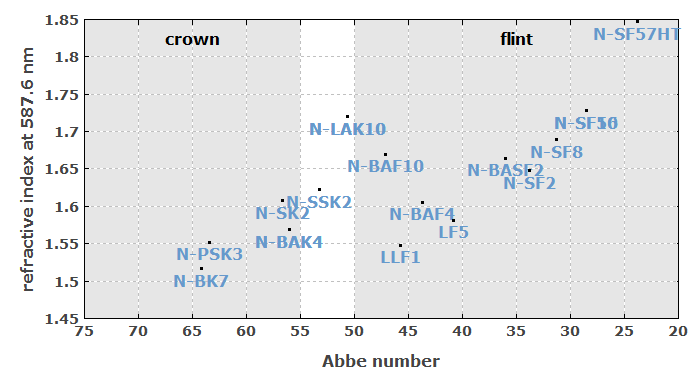 1.85
crown
flint
N-SF57HT
1.8
1.75
N-LAK10
1.7
N-SF8
N-BAF10
N-BASF2
1.65
N-SF2
N-SSK2
N-SK2
1.6
N-BAF4
LF5
N-BAK4
1.55
N-PSK3
LLF1
N-BK7
1.5
1.45
75 70 65 60 55 50 45 40 35 30 25 20
Abbe number
refractive index at 587.6 nm